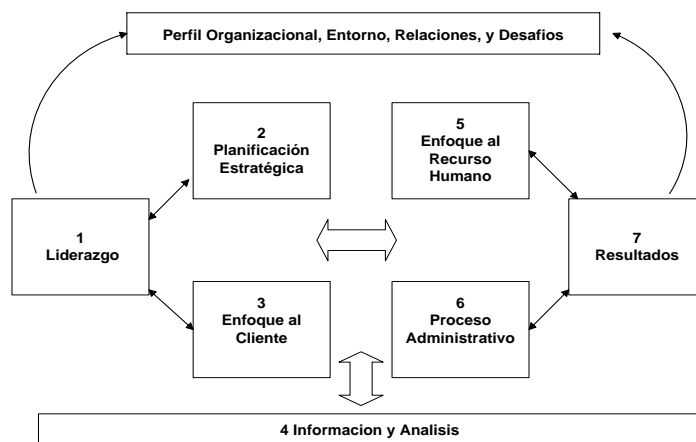 Perfil Organizacional, Entorno, Relaciones, y Desafios
2
Planificación
Estratégica
5
Enfoque al
Recurso
Humano
1
Liderazgo
7
Resultados
3
Enfoque al
Cliente
6
Proceso
Administrativo
4 Informacion y Analisis